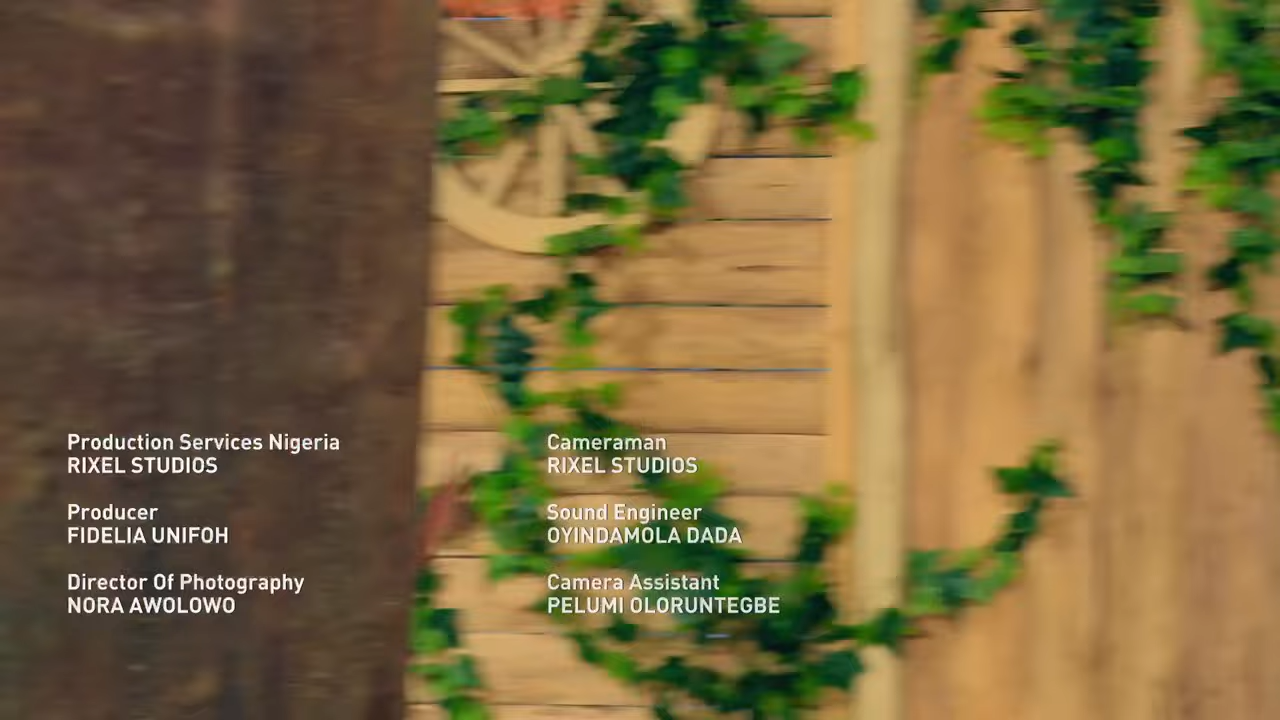 Production Services Nigeria
RIXEL STUDIOS
Producer
FIDELIA UNIFOH
Director Of Photography
NORA AWOLOWO
Cameraman
RIXEL STUDIOS
Sound Engineer
OYINDAMOLA DADA
Camera Assistant
PELUMI OLORUNTEGBE